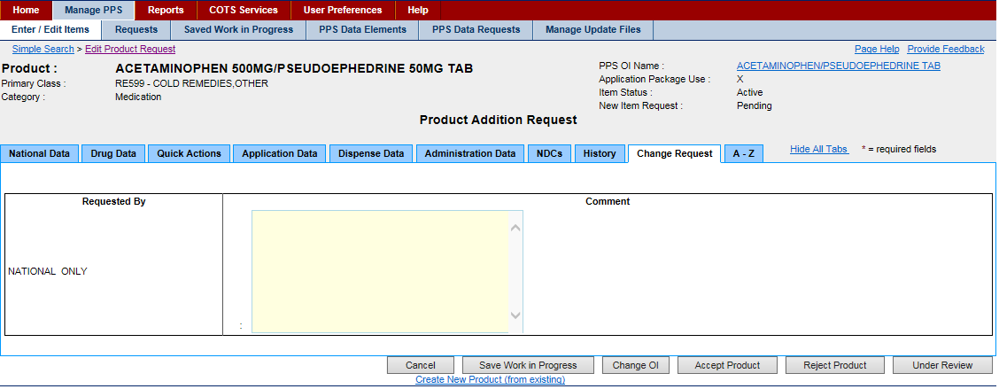 Home Manage PPS Reports COTS Services User Preferences Help
Enter / Edit Items Requests Saved Work in Progress PPS Data Elements PPS Data Requests Manage Update Files
Simple Search > Edit Product Request Page Help Provide Feedback
Product : ACETAMINOPHEN 500MG/PSEUDOEPHEDRINE 50MG TAB
Primary Class : RE599 - COLD REMEDIES,OTHER
Category : Medication
PPS OI Name : ACETAMINOPHEN/PSEUDOEPHEDRINE TAB
Application Package Use : X
Item Status : Active
New Item Request : Pending
Product Addition Request
National Data Drug Data Quick Actions Application Data Dispense Data Administration Data NDCs History Change Request A - Z Hide All Tabs * = required fields
Requested By Comment
NATIONAL ONLY
:
Cancel Save Work in Progress Change OI Accept Product Reject Product Under Review
Create New Product (from existing)